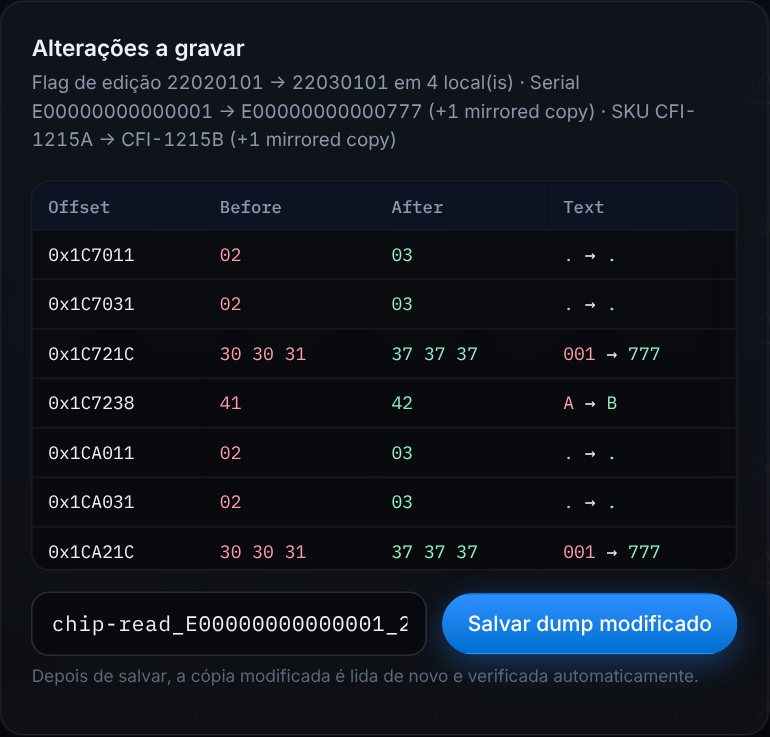 Alterações a gravar
Flag de edição 22020101 → 22030101 em 4 local(is) · Serial
E00000000000001 → E00000000000777 (+1 mirrored copy) · SKU CFI-
1215A → CFI-1215B (+1 mirrored copy)
Offset Before After Text
0x1C7011 02 03 . → .
0x1C7031 02 03 . → .
0x1C721C 30 30 31 37 37 37 001 → 777
0x1C7238 41 42 A → B
0x1CA011 02 03 . → .
0x1CA031 02 03 . → .
0x1CA21C 30 30 31 37 37 37 001 → 777
chip-read_E00000000000001_2 Salvar dump modificado
Depois de salvar, a cópia modificada é lida de novo e verificada automaticamente.